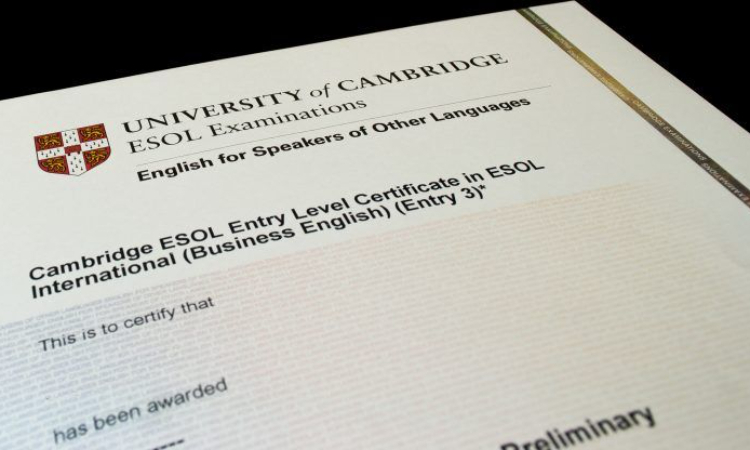 UNIVERSITY of CAMBRIDGE
ESOL Examinations
English for Speakers of Other Languages
Cambridge ESOL Entry Level Certificate in ESOL
International (Business English) (Entry 3)*
This is to certify that
has been awarded
Preliminary